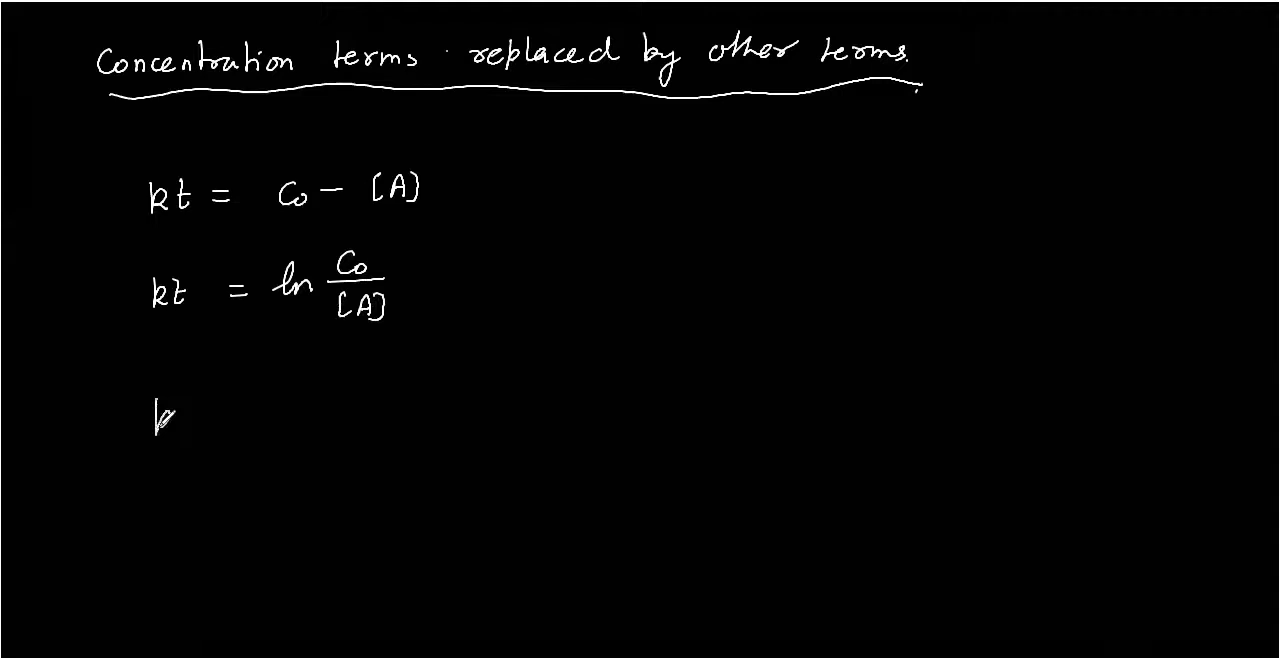 Concentration terms replaced by other terms.
kt = C₀ – [A]
kt = ln C₀/[A]
k